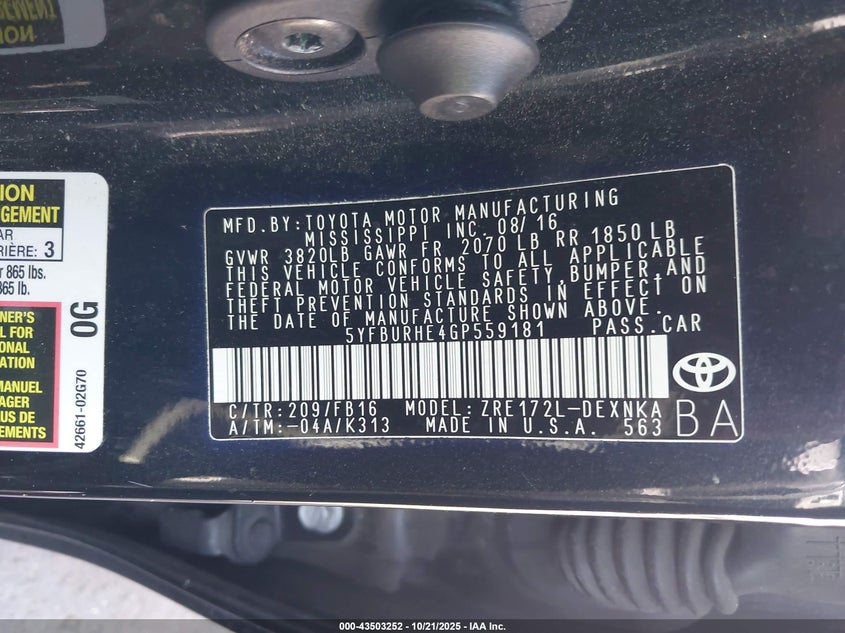 TION
GEMENT
AR
RIÈRE: 3
r 865 lbs.
865 lb.
NER'S
L FOR
ONAL
ATION
MANUEL
AGER
US DE
TIONS
0G
42661-02G70
MFD.BY:TOYOTA MOTOR MANUFACTURING
MISSISSIPPI INC. 08/16
GVWR 3820LB GAWR FR 2070 LB RR 1850 LB
THIS VEHICLE CONFORMS TO ALL APPLICABLE
FEDERAL MOTOR VEHICLE SAFETY, BUMPER, AND
THEFT PREVENTION STANDARDS IN EFFECT ON
THE DATE OF MANUFACTURE SHOWN ABOVE.
5YFBURHE4GP559181 PASS.CAR
C/TR: 209/FB16 MODEL: ZRE172L-DEXNKA
A/TM:-04A/K313 MADE IN U.S.A. 563
BA
000-43503252 - 10/21/2025 - IAA Inc.